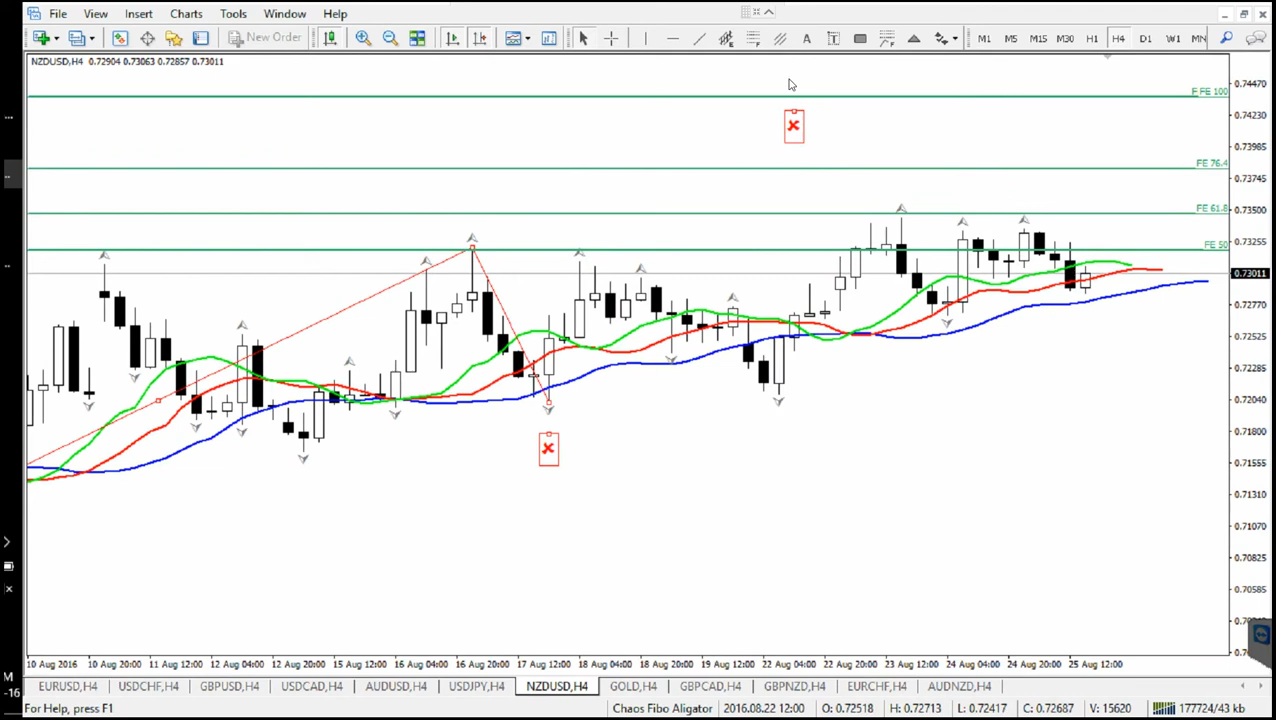 File View Insert Charts Tools Window Help
New Order M1 M5 M15 M30 H1 H4 D1 W1 MN
NZDUSD,H4 0.72904 0.73063 0.72857 0.73011
0.74470
F FE 100
0.74230
0.73985
FE 76.4
0.73745
FE 61.8
0.73500
FE 50
0.73255
0.73011
0.72770
0.72525
0.72285
0.72040
0.71800
0.71555
0.71310
0.71070
0.70825
0.70585
10 Aug 2016 10 Aug 20:00 11 Aug 12:00 12 Aug 04:00 12 Aug 20:00 15 Aug 12:00 16 Aug 04:00 16 Aug 20:00 17 Aug 12:00 18 Aug 04:00 18 Aug 20:00 19 Aug 12:00 22 Aug 04:00 22 Aug 20:00 23 Aug 12:00 24 Aug 04:00 24 Aug 20:00 25 Aug 12:00
M
EURUSD,H4 USDCHF,H4 GBPUSD,H4 USDCAD,H4 AUDUSD,H4 USDJPY,H4 NZDUSD,H4 GOLD,H4 GBPCAD,H4 GBPNZD,H4 EURCHF,H4 AUDNZD,H4
-16
For Help, press F1 Chaos Fibo Aligator 2016.08.22 12:00 O: 0.72518 H: 0.72713 L: 0.72417 C: 0.72687 V: 15620 177724/43 kb